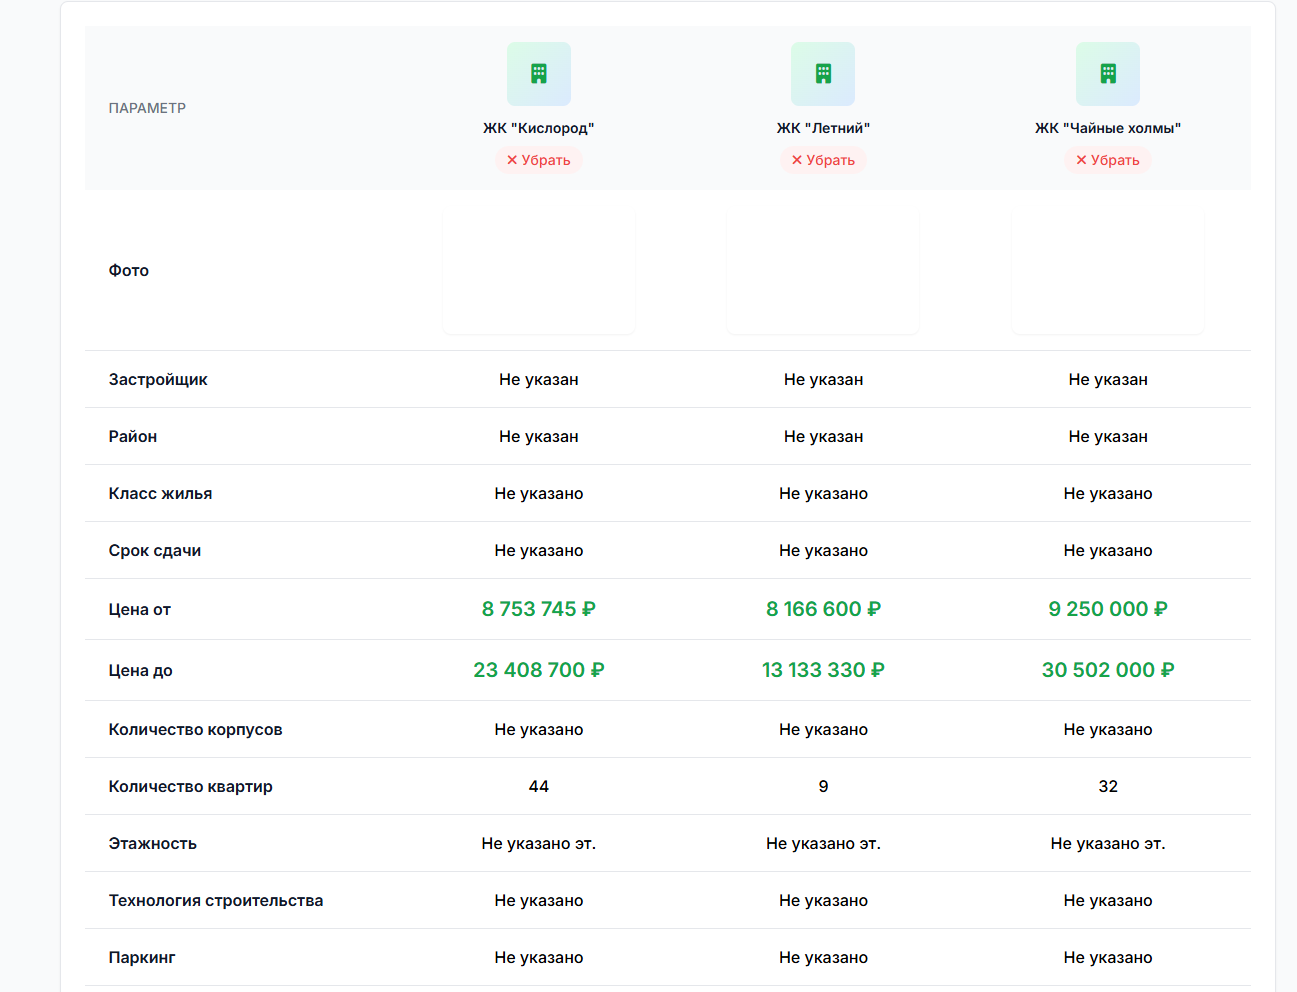 ПАРАМЕТР
ЖК "Кислород"
ЖК "Летний"
ЖК "Чайные холмы"
✕ Убрать
✕ Убрать
✕ Убрать
Фото
Застройщик Не указан Не указан Не указан
Район Не указан Не указан Не указан
Класс жилья Не указано Не указано Не указано
Срок сдачи Не указано Не указано Не указано
Цена от 8 753 745 ₽ 8 166 600 ₽ 9 250 000 ₽
Цена до 23 408 700 ₽ 13 133 330 ₽ 30 502 000 ₽
Количество корпусов Не указано Не указано Не указано
Количество квартир 44 9 32
Этажность Не указано эт. Не указано эт. Не указано эт.
Технология строительства Не указано Не указано Не указано
Паркинг Не указано Не указано Не указано